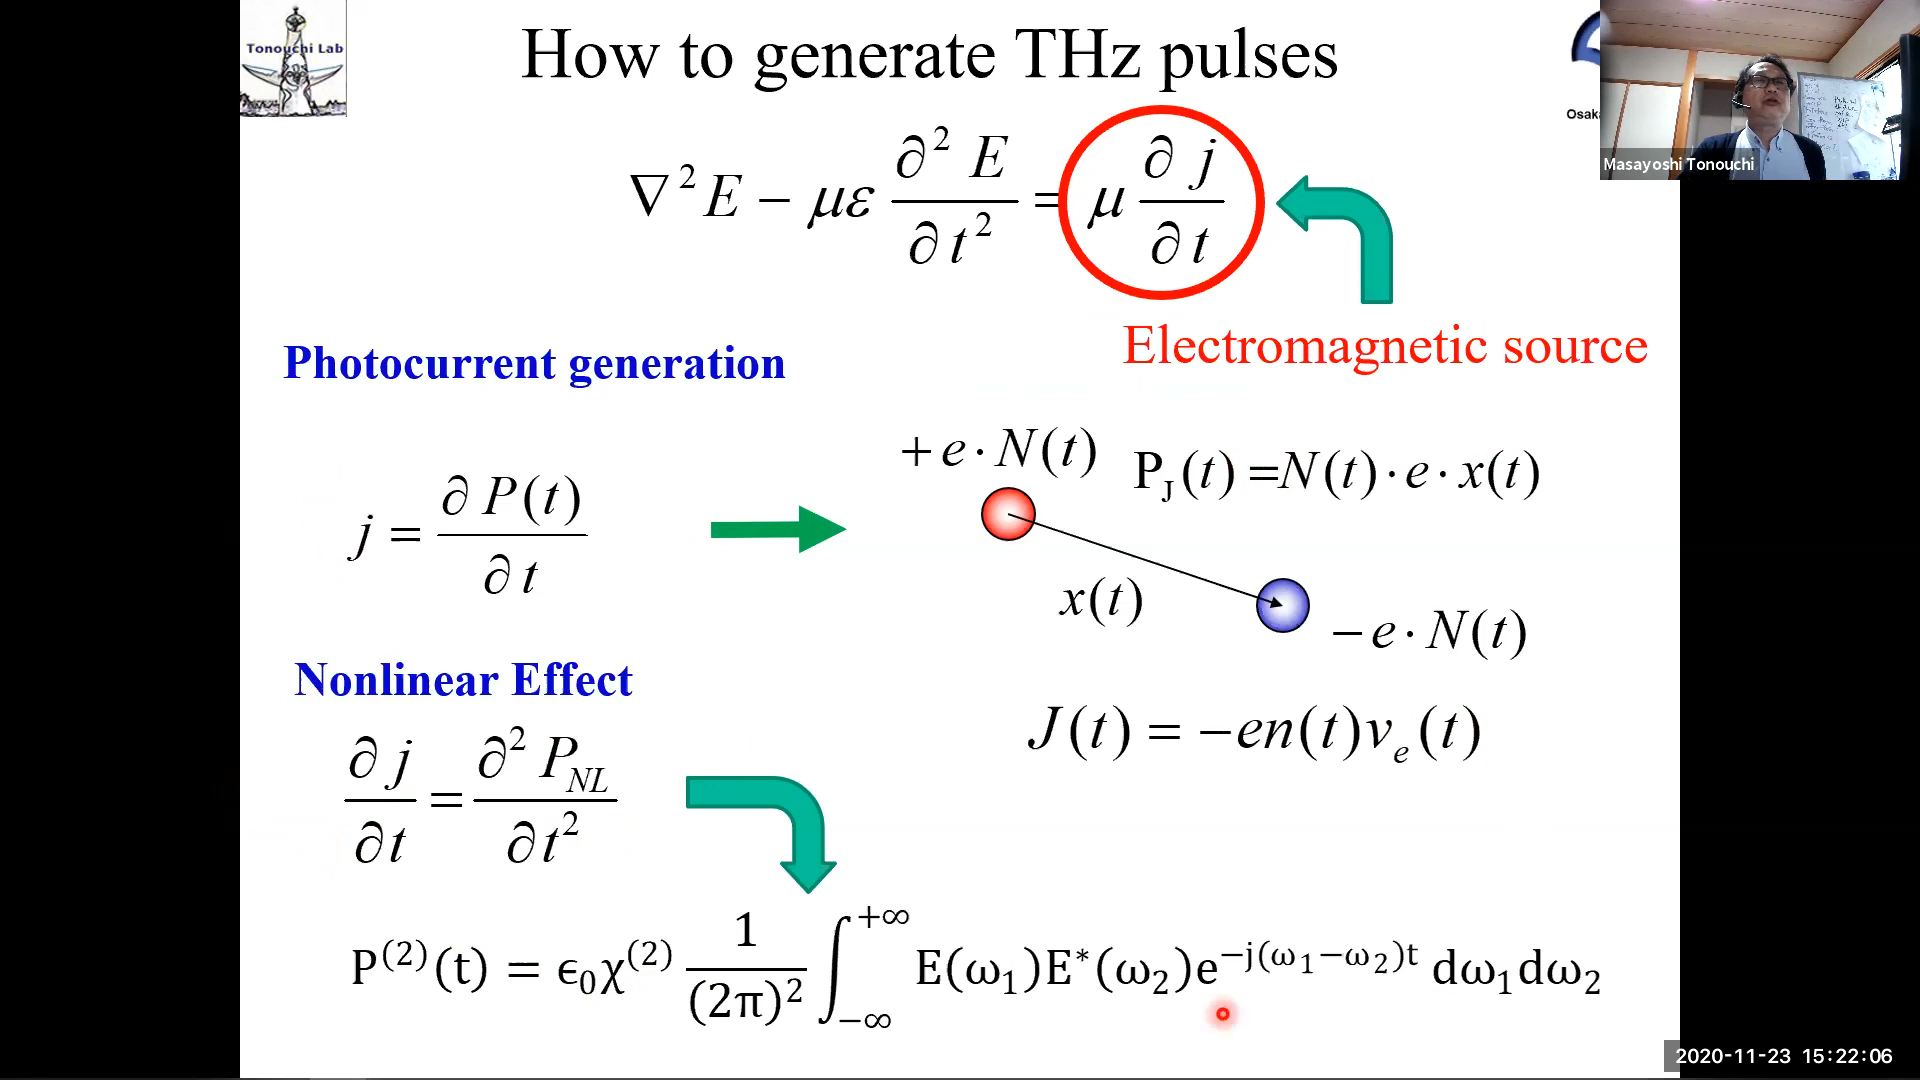 Tonouchi Lab
How to generate THz pulses
Osak
Masayoshi Tonouchi
∇²E − με ∂²E/∂t² = μ ∂j/∂t
Electromagnetic source
Photocurrent generation
+e·N(t)
P_J(t) =N(t)·e·x(t)
j = ∂P(t)/∂t
x(t)
−e·N(t)
Nonlinear Effect
J(t) = −en(t)v_e(t)
∂j/∂t = ∂²P_NL/∂t²
P⁽²⁾(t) = ϵ₀χ⁽²⁾ 1/(2π)² ∫_{−∞}^{+∞} E(ω₁)E*(ω₂)e^{−j(ω₁−ω₂)t} dω₁dω₂
2020-11-23 15:22:06